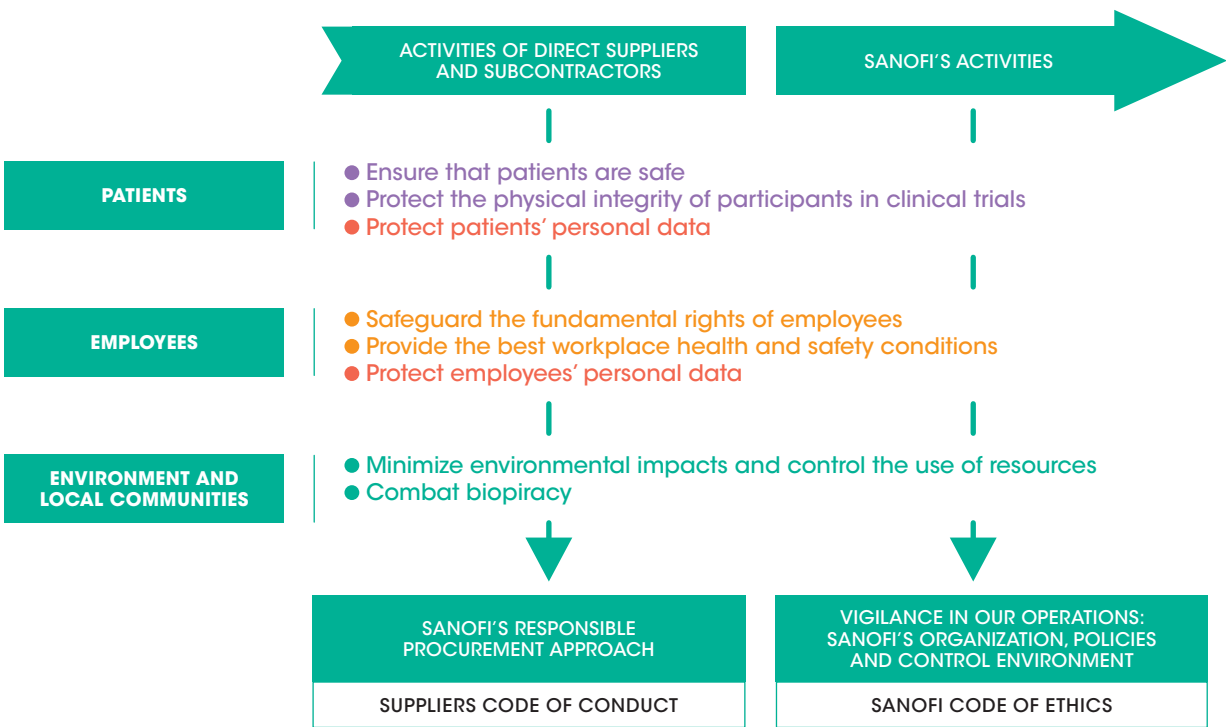 ACTIVITIES OF DIRECT SUPPLIERS
AND SUBCONTRACTORS
SANOFI'S ACTIVITIES
PATIENTS
● Ensure that patients are safe
● Protect the physical integrity of participants in clinical trials
● Protect patients' personal data
EMPLOYEES
● Safeguard the fundamental rights of employees
● Provide the best workplace health and safety conditions
● Protect employees' personal data
ENVIRONMENT AND
LOCAL COMMUNITIES
● Minimize environmental impacts and control the use of resources
● Combat biopiracy
SANOFI'S RESPONSIBLE
PROCUREMENT APPROACH
SUPPLIERS CODE OF CONDUCT
VIGILANCE IN OUR OPERATIONS:
SANOFI'S ORGANIZATION, POLICIES
AND CONTROL ENVIRONMENT
SANOFI CODE OF ETHICS